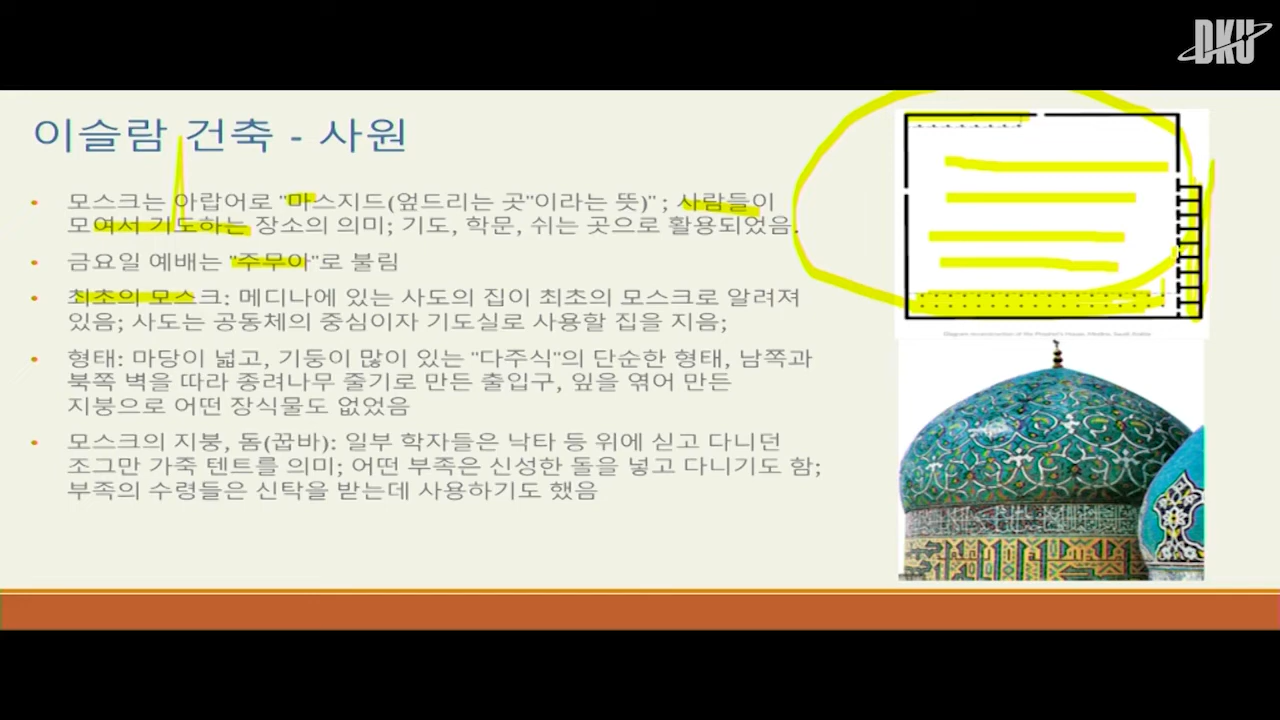 DKU
이슬람 건축 - 사원
• 모스크는 아랍어로 "마스지드(엎드리는 곳"이라는 뜻)" ; 사람들이
모여서 기도하는 장소의 의미; 기도, 학문, 쉬는 곳으로 활용되었음.
• 금요일 예배는 "주무아"로 불림
• 최초의 모스크: 메디나에 있는 사도의 집이 최초의 모스크로 알려져
있음; 사도는 공동체의 중심이자 기도실로 사용할 집을 지음;
• 형태: 마당이 넓고, 기둥이 많이 있는 "다주식"의 단순한 형태, 남쪽과
북쪽 벽을 따라 종려나무 줄기로 만든 출입구, 잎을 엮어 만든
지붕으로 어떤 장식물도 없었음
• 모스크의 지붕, 돔(꿉바): 일부 학자들은 낙타 등 위에 싣고 다니던
조그만 가죽 텐트를 의미; 어떤 부족은 신성한 돌을 넣고 다니기도 함;
부족의 수령들은 신탁을 받는데 사용하기도 했음
Diagram reconstruction of the Prophet's House, Medina, Saudi Arabia